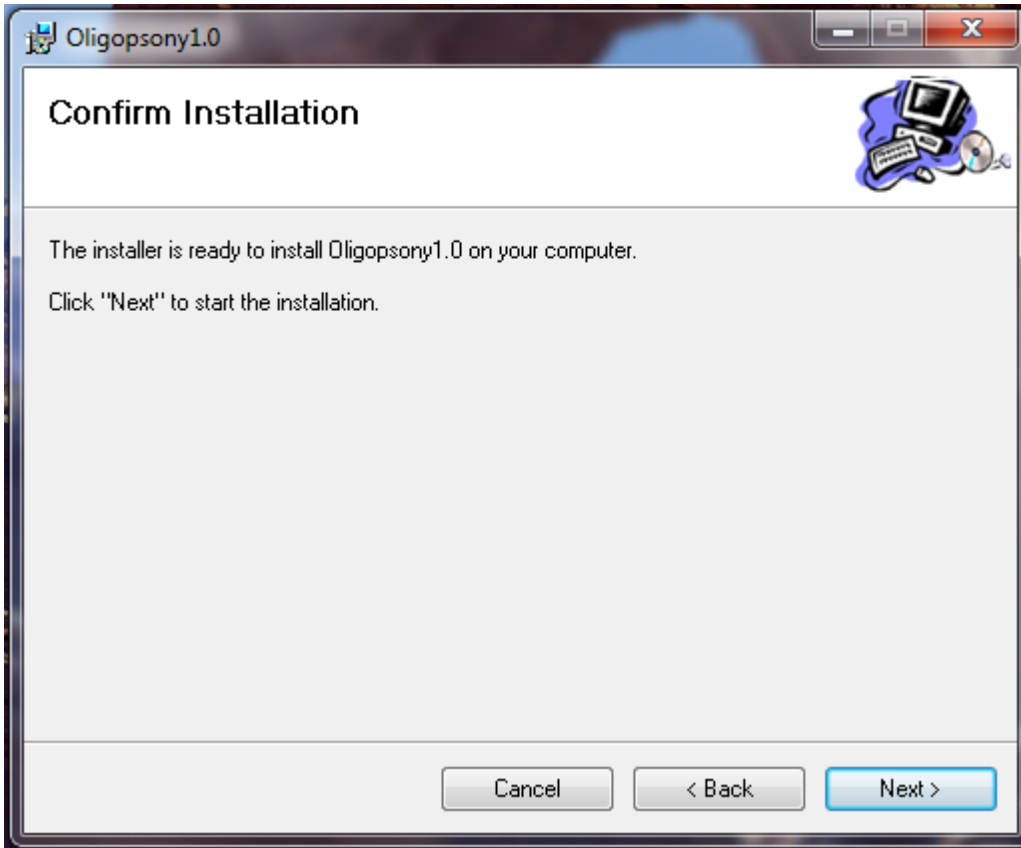 Oligopsony1.0
Confirm Installation
The installer is ready to install Oligopsony1.0 on your computer.
Click "Next" to start the installation.
Cancel
< Back
Next >